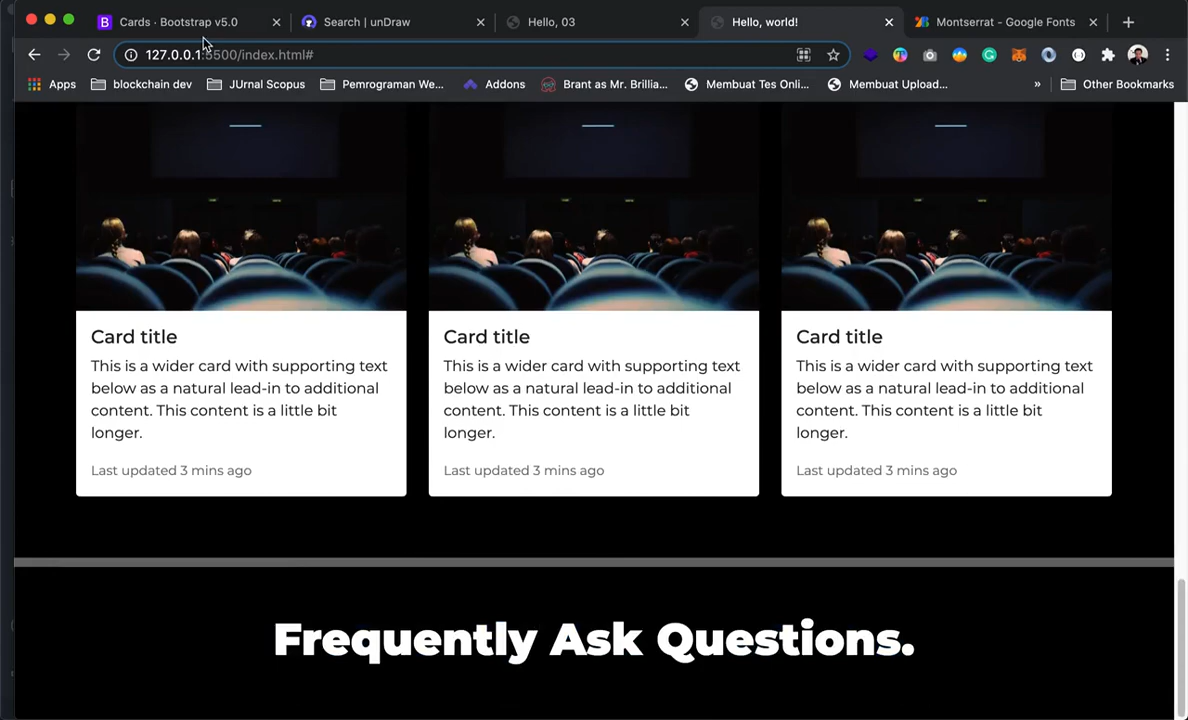 Cards · Bootstrap v5.0
Search | unDraw
Hello, 03
Hello, world!
Montserrat - Google Fonts
127.0.0.1:5500/index.html#
Apps
blockchain dev
JUrnal Scopus
Pemrograman We...
Addons
Brant as Mr. Brillia...
Membuat Tes Onli...
Membuat Upload...
»
Other Bookmarks
Card title
This is a wider card with supporting text
below as a natural lead-in to additional
content. This content is a little bit
longer.
Last updated 3 mins ago
Card title
This is a wider card with supporting text
below as a natural lead-in to additional
content. This content is a little bit
longer.
Last updated 3 mins ago
Card title
This is a wider card with supporting text
below as a natural lead-in to additional
content. This content is a little bit
longer.
Last updated 3 mins ago
Frequently Ask Questions.